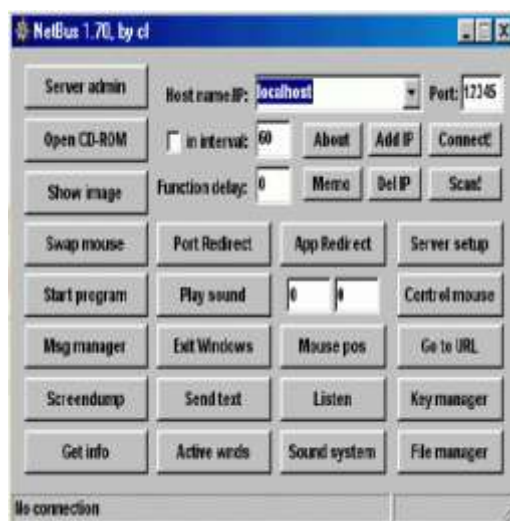 NetBus 1.70, by cf
Server admin Host name/IP: localhost Port: 12345
Open CD-ROM in interval: 60 About Add IP Connect!
Show image Function delay: 0 Memo Del IP Scan!
Swap mouse Port Redirect App Redirect Server setup
Start program Play sound 0 0 Control mouse
Msg manager Exit Windows Mouse pos Go to URL
Screendump Send text Listen Key manager
Get info Active wnds Sound system File manager
No connection